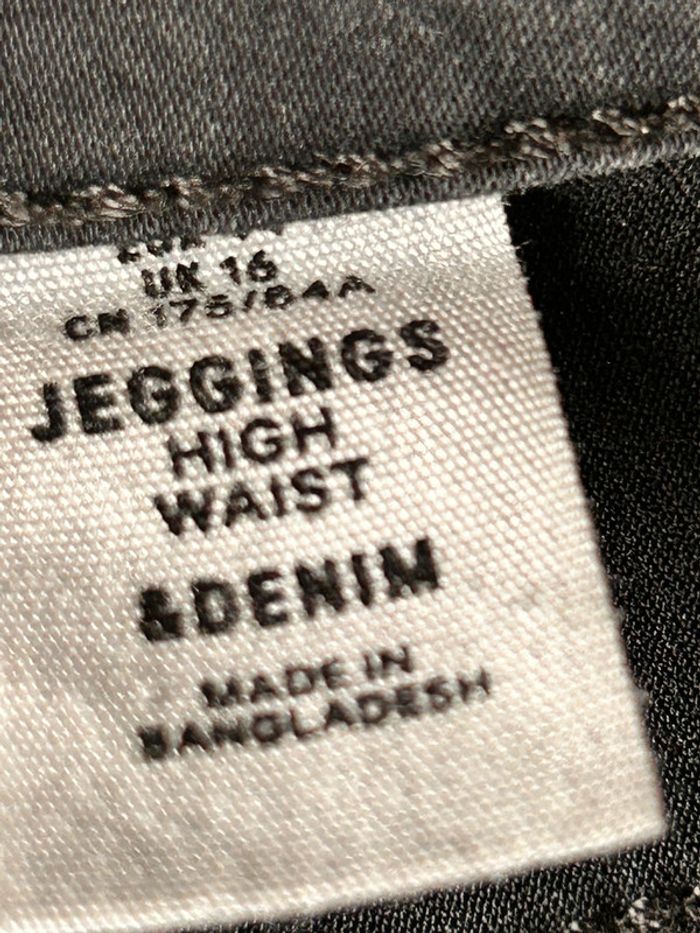 UK 16
CN 175/84A
JEGGINGS
HIGH
WAIST
&DENIM
MADE IN
BANGLADESH